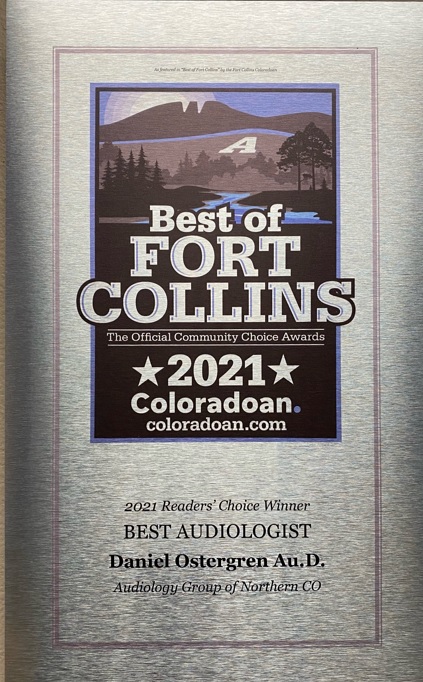 As featured in "Best of Fort Collins" by the Fort Collins Coloradoan
A
Best of
FORT
COLLINS
The Official Community Choice Awards
★2021★
Coloradoan.
coloradoan.com
2021 Readers' Choice Winner
BEST AUDIOLOGIST
Daniel Ostergren Au.D.
Audiology Group of Northern CO